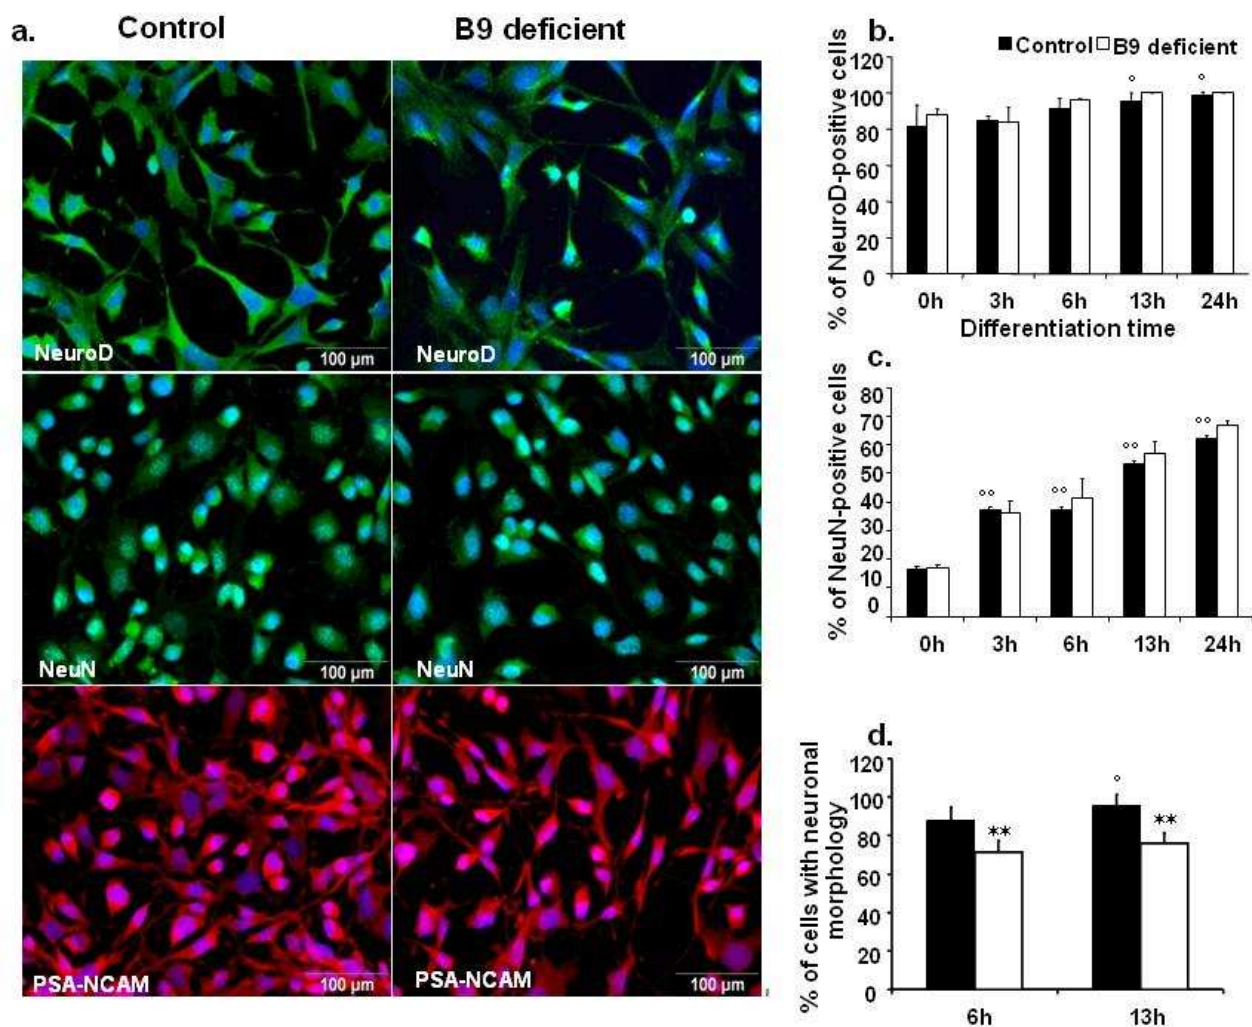 a.
Control
B9 deficient
NeuroD
100 µm
NeuroD
100 µm
NeuN
100 µm
NeuN
100 µm
PSA-NCAM
100 µm
PSA-NCAM
100 µm
b.
Control B9 deficient
% of NeuroD-positive cells
120
100
80
60
40
20
0
0h 3h 6h 13h 24h
Differentiation time
c.
% of NeuN-positive cells
80
70
60
50
40
30
20
10
0
°° °° °° °°
0h 3h 6h 13h 24h
d.
% of cells with neuronal
morphology
120
100
80
60
40
20
0
** **
6h 13h